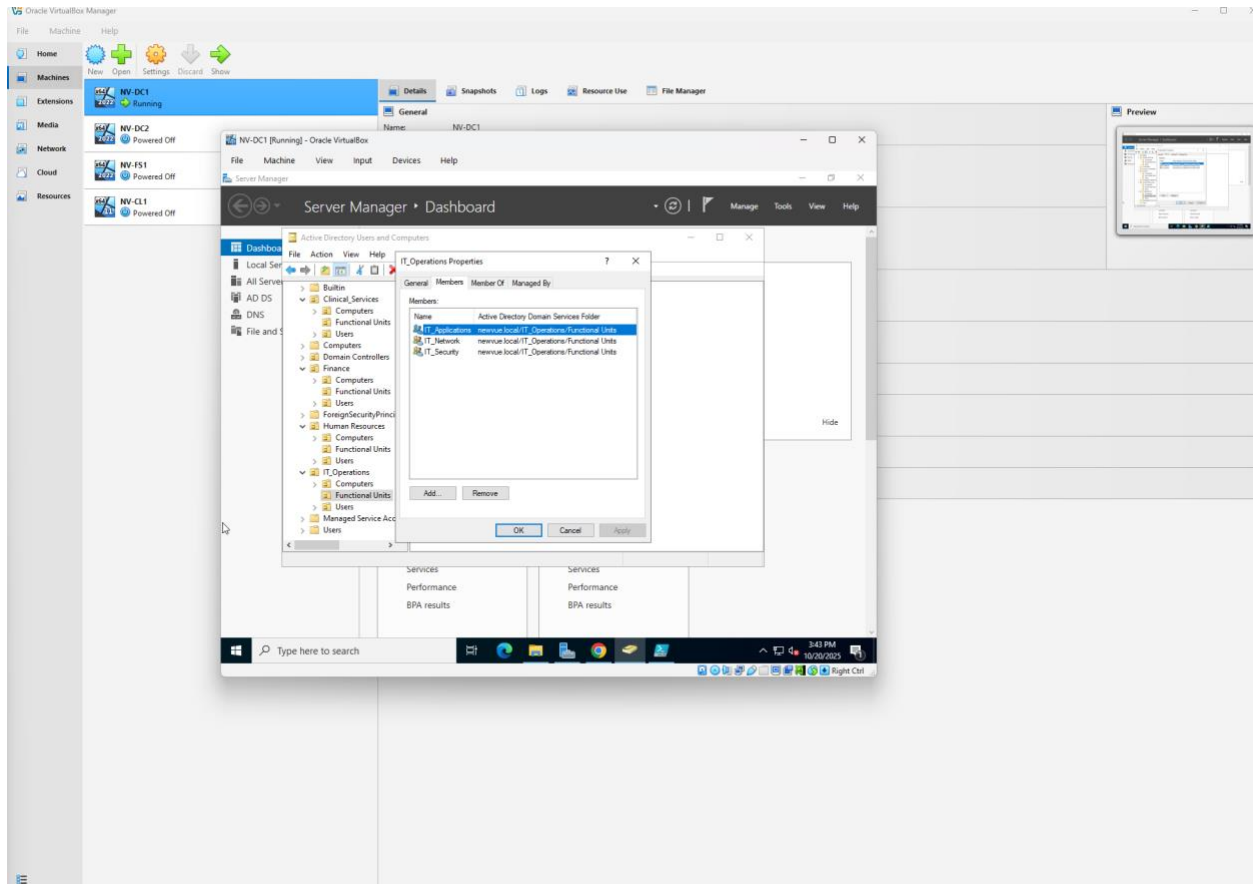 Oracle VirtualBox Manager
File Machine Help
Home
Machines
Extensions
Media
Network
Cloud
Resources
New Open Settings Discard Show
NV-DC1
Running
NV-DC2
Powered Off
NV-FS1
Powered Off
NV-CL1
Powered Off
Details Snapshots Logs Resource Use File Manager
General
Name: NV-DC1
Preview
NV-DC1 [Running] - Oracle VirtualBox
File Machine View Input Devices Help
Server Manager
Server Manager • Dashboard
Manage Tools View Help
Dashboa
Local Ser
All Server
AD DS
DNS
File and S
Active Directory Users and Computers
File Action View Help
Builtin
Clinical_Services
Computers
Functional Units
Users
Computers
Domain Controllers
Finance
Computers
Functional Units
Users
ForeignSecurityPrinci
Human Resources
Computers
Functional Units
Users
IT_Operations
Computers
Functional Units
Users
Managed Service Acc
Users
IT_Operations Properties
General Members Member Of Managed By
Members:
Name Active Directory Domain Services Folder
IT_Applications newvue.local/IT_Operations/Functional Units
IT_Network newvue.local/IT_Operations/Functional Units
IT_Security newvue.local/IT_Operations/Functional Units
Add... Remove
OK Cancel Apply
Hide
Services Services
Performance Performance
BPA results BPA results
Type here to search
3:43 PM
10/20/2025
Right Ctrl